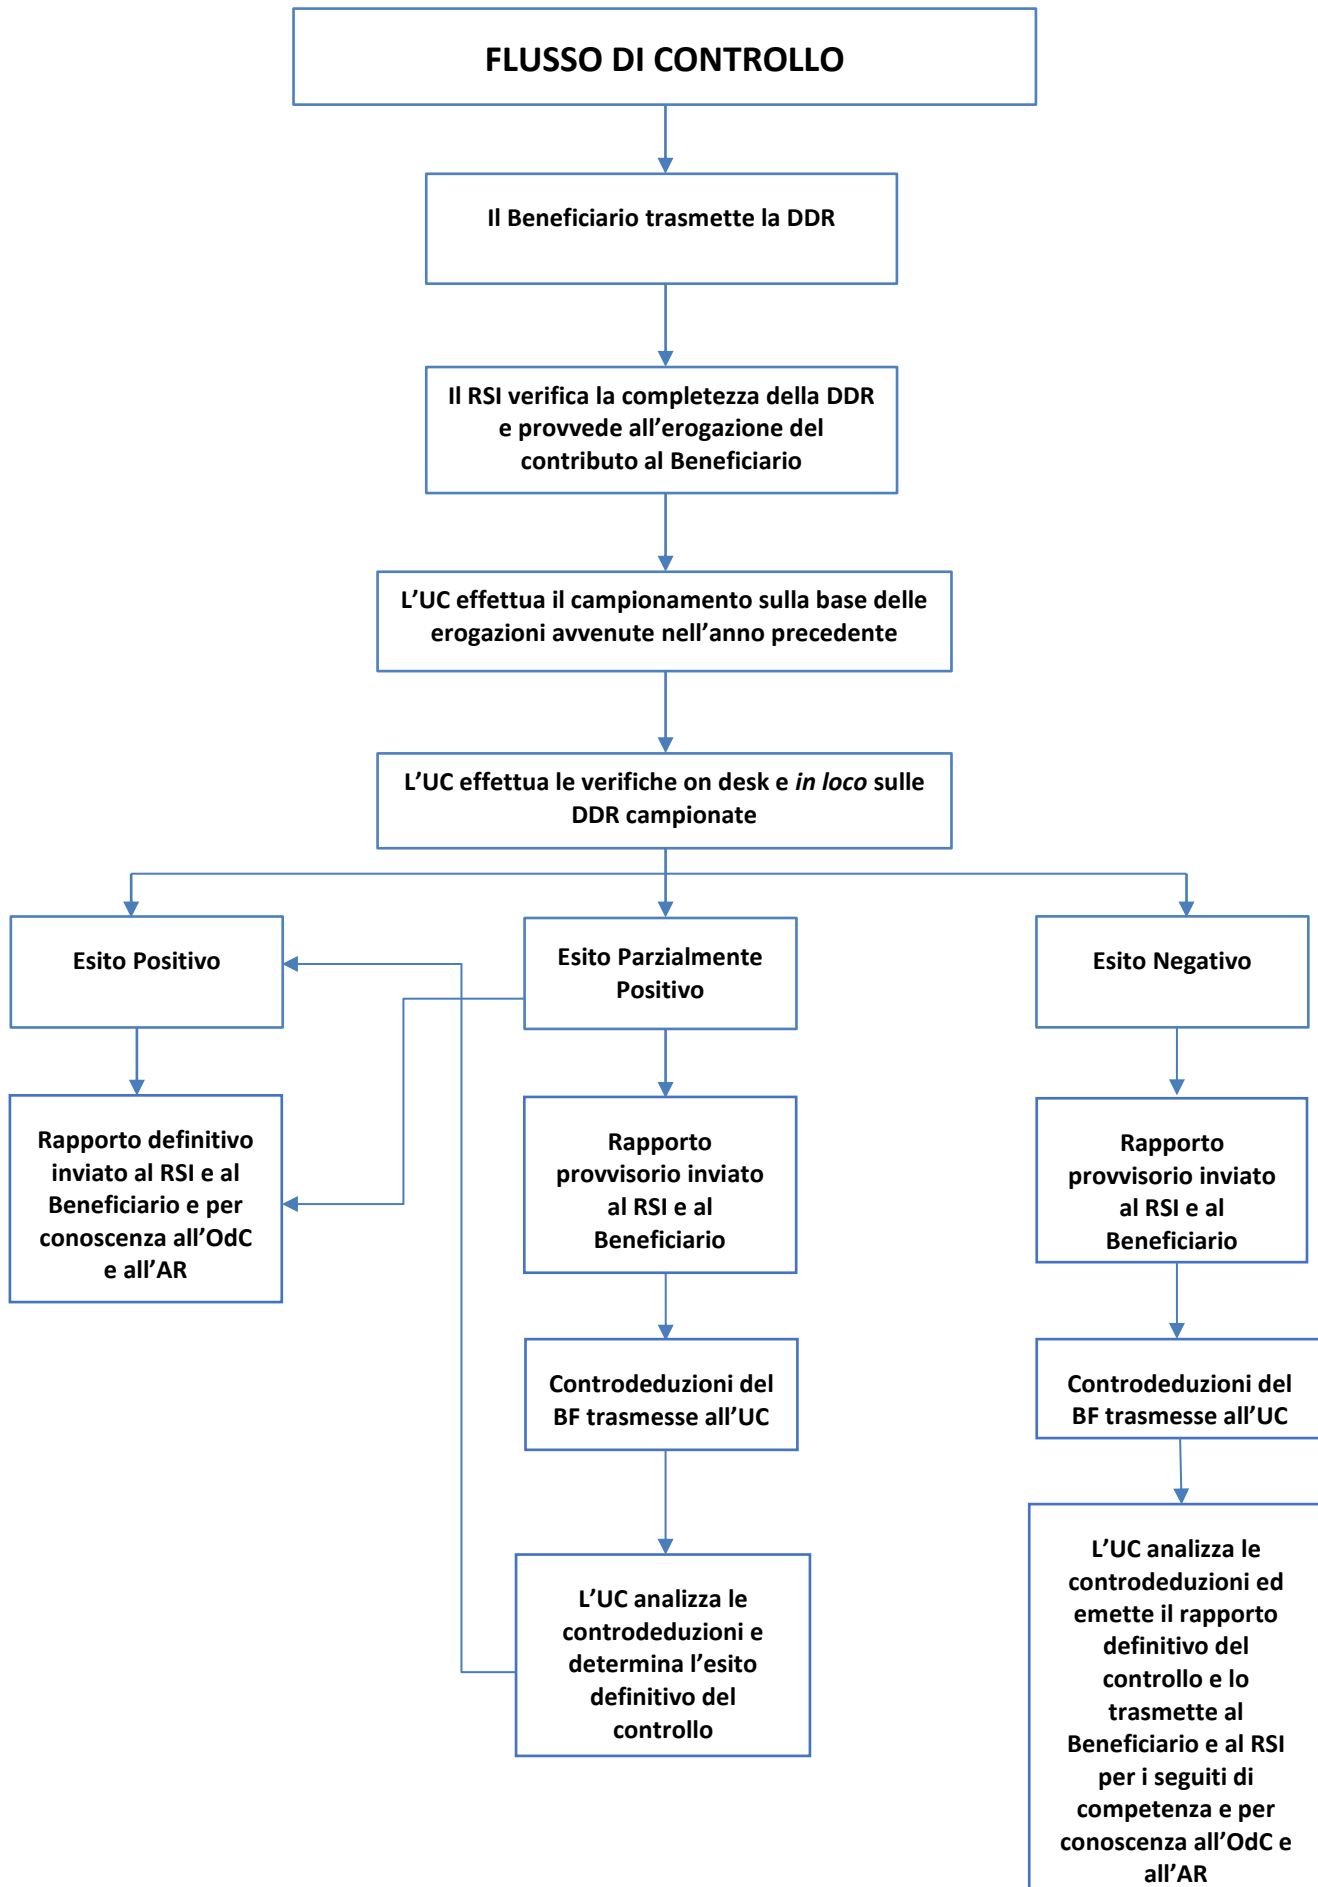 FLUSSO DI CONTROLLO
Il Beneficiario trasmette la DDR
Il RSI verifica la completezza della DDR
e provvede all’erogazione del
contributo al Beneficiario
L’UC effettua il campionamento sulla base delle
erogazioni avvenute nell’anno precedente
L’UC effettua le verifiche on desk e in loco sulle
DDR campionate
Esito Positivo
Esito Parzialmente
Positivo
Esito Negativo
Rapporto definitivo
inviato al RSI e al
Beneficiario e per
conoscenza all’OdC
e all’AR
Rapporto
provvisorio inviato
al RSI e al
Beneficiario
Rapporto
provvisorio inviato
al RSI e al
Beneficiario
Controdeduzioni del
BF trasmesse all’UC
Controdeduzioni del
BF trasmesse all’UC
L’UC analizza le
controdeduzioni e
determina l’esito
definitivo del
controllo
L’UC analizza le
controdeduzioni ed
emette il rapporto
definitivo del
controllo e lo
trasmette al
Beneficiario e al RSI
per i seguiti di
competenza e per
conoscenza all’OdC e
all’AR